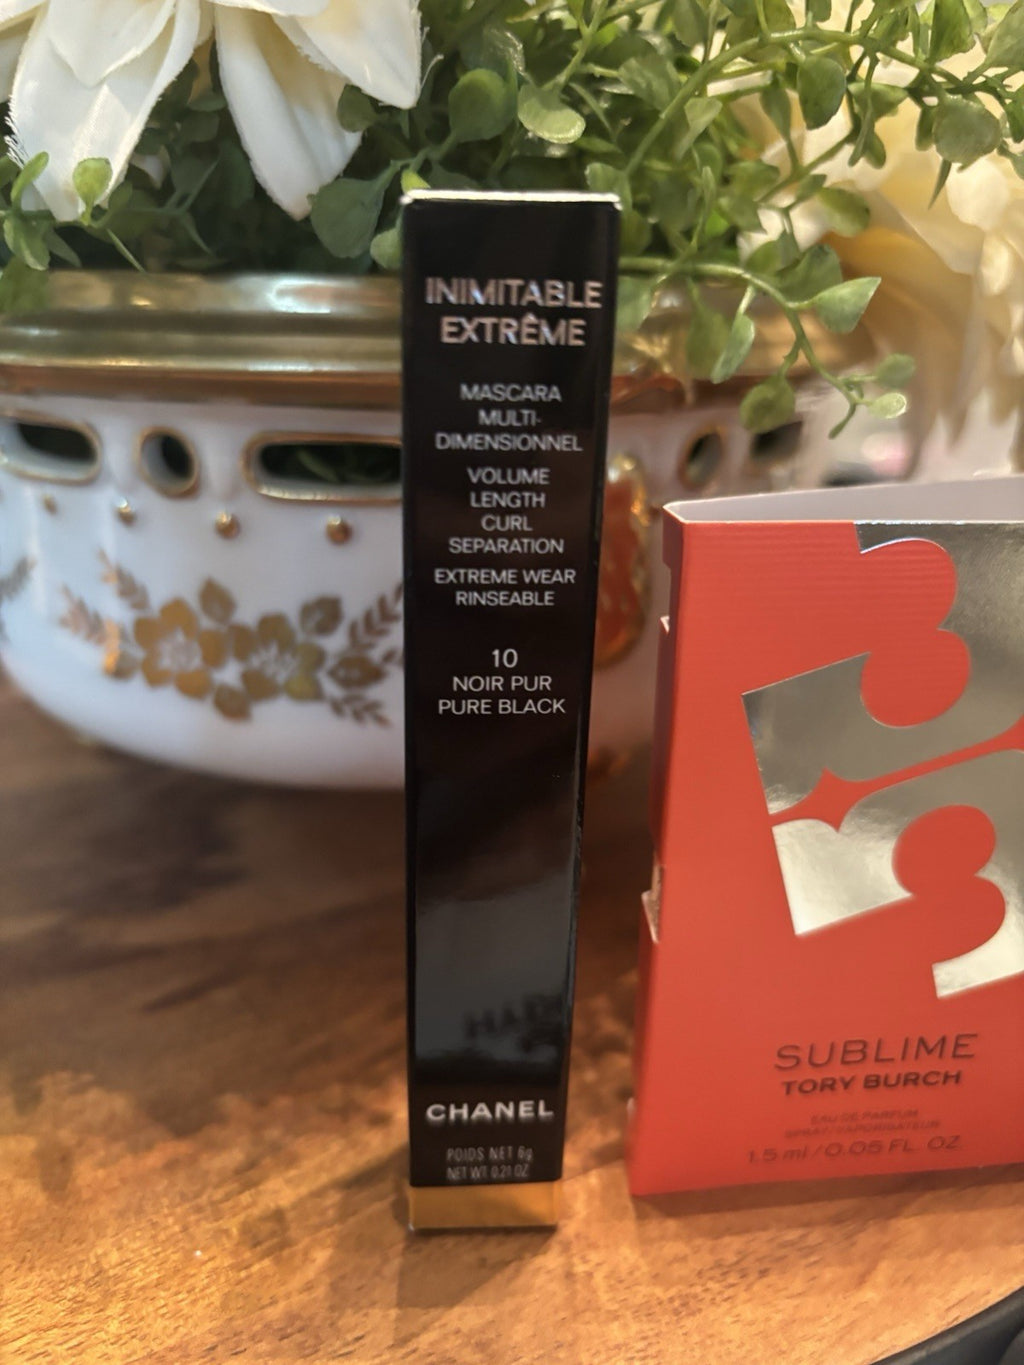 INIMITABLE
EXTRÊME
MASCARA
MULTI-
DIMENSIONNEL
VOLUME
LENGTH
CURL
SEPARATION
EXTREME WEAR
RINSEABLE
10
NOIR PUR
PURE BLACK
CHANEL
POIDS NET 6g
NET WT. 0.21 OZ.
SUBLIME
TORY BURCH
EAU DE PARFUM
SPRAY/VAPORISATEUR
1.5 ml/0.05 FL. OZ.